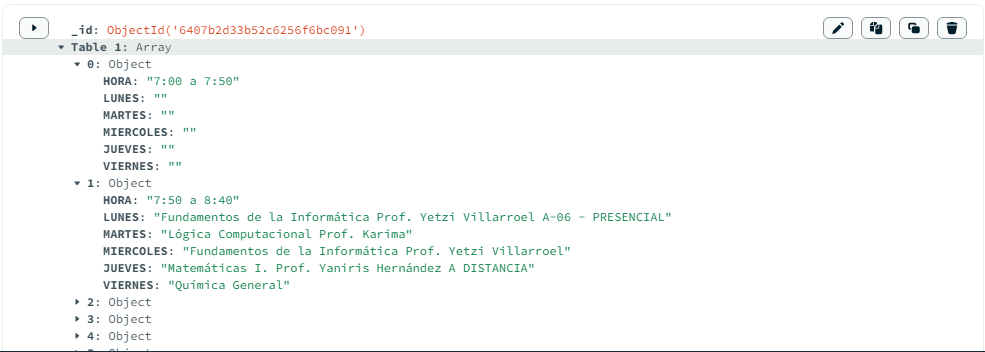 _id: ObjectId('6407b2d33b52c6256f6bc091')
Table 1: Array
0: Object
HORA: "7:00 a 7:50"
LUNES: ""
MARTES: ""
MIERCOLES: ""
JUEVES: ""
VIERNES: ""
1: Object
HORA: "7:50 a 8:40"
LUNES: "Fundamentos de la Informática Prof. Yetzi Villarroel A-06 - PRESENCIAL"
MARTES: "Lógica Computacional Prof. Karima"
MIERCOLES: "Fundamentos de la Informática Prof. Yetzi Villarroel"
JUEVES: "Matemáticas I. Prof. Yaniris Hernández A DISTANCIA"
VIERNES: "Química General"
2: Object
3: Object
4: Object